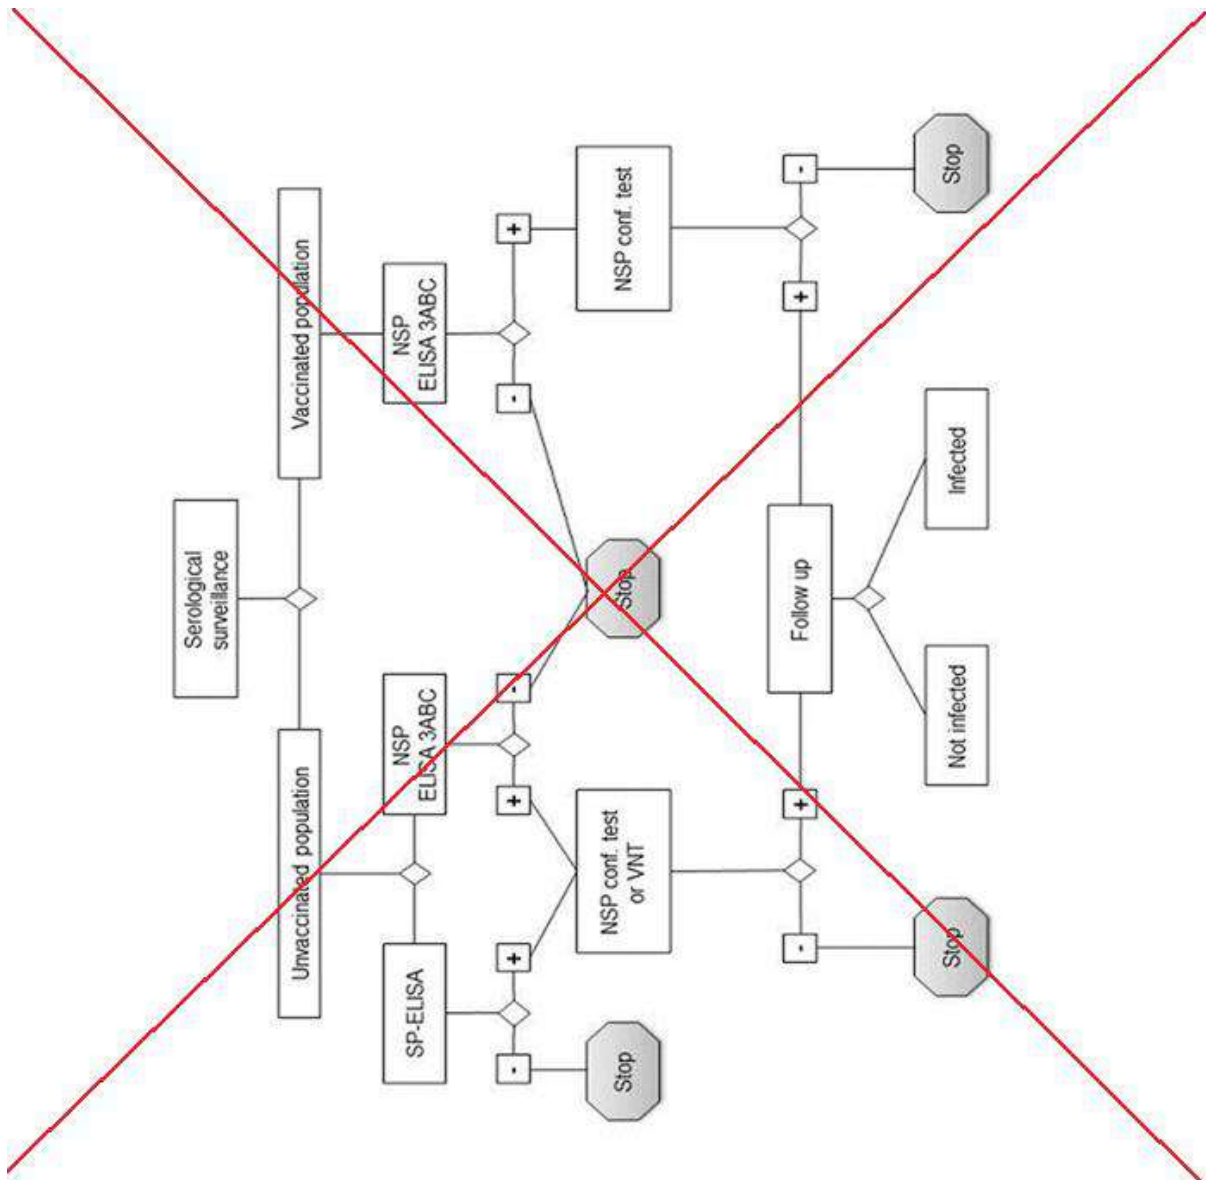 Serological
surveillance
Unvaccinated population
Vaccinated population
SP-ELISA
NSP
ELISA 3ABC
NSP
ELISA 3ABC
-
+
+
-
-
+
Stop
NSP conf. test
or VNT
Stop
NSP conf. test
-
+
Follow up
+
-
Stop
Not infected
Infected
Stop